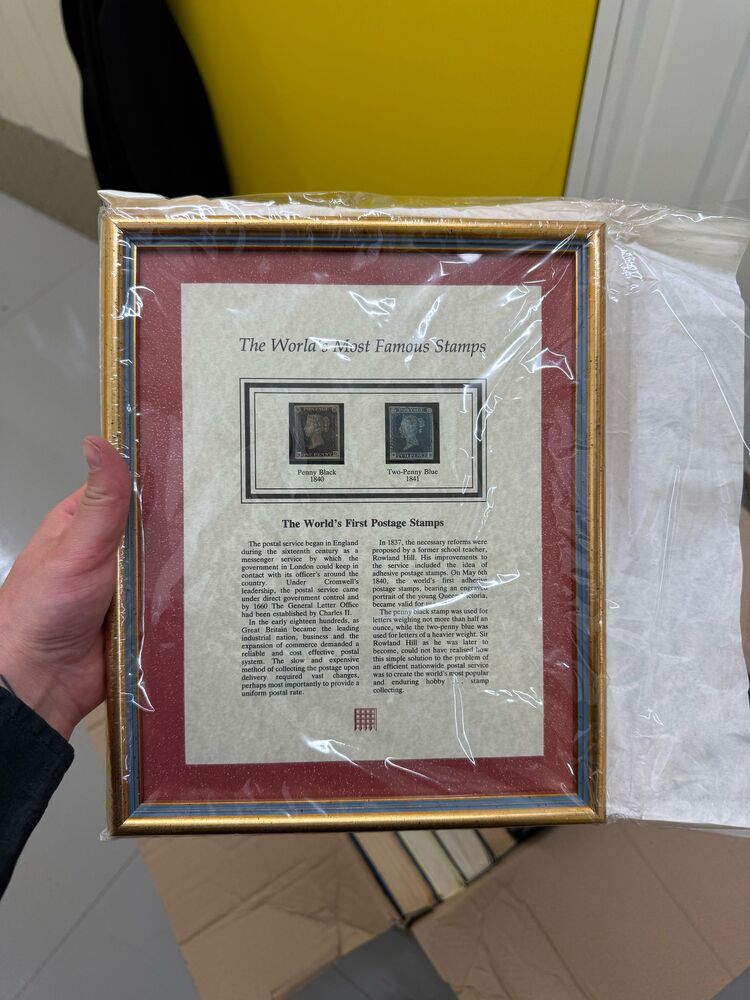 The World's Most Famous Stamps
POSTAGE
ONE PENNY
POSTAGE
Penny Black
1840
Two-Penny Blue
1841
The World's First Postage Stamps
The postal service began in England
during the sixteenth century as a
messenger service by which the
government in London could keep in
contact with its officer's around the
country. Under Cromwell's
leadership, the postal service came
under direct government control and
by 1660 The General Letter Office
had been established by Charles II.
In the early eighteen hundreds, as
Great Britain became the leading
industrial nation, business and the
expansion of commerce demanded a
reliable and cost effective postal
system. The slow and expensive
method of collecting the postage upon
delivery required vast changes,
perhaps most importantly to provide a
uniform postal rate.
In 1837, the necessary reforms were
proposed by a former school teacher,
Rowland Hill. His improvements to
the service included the idea of
adhesive postage stamps. On May 6th
1840, the world's first adhesive
postage stamps, bearing an engraved
portrait of the young Queen Victoria,
became valid for
The penny black stamp was used for
letters weighing not more than half an
ounce, while the two-penny blue was
used for letters of a heavier weight. Sir
Rowland Hill as he was later to
become, could not have realised how
this simple solution to the problem of
an efficient nationwide postal service
was to create the world's most popular
and enduring hobby ... stamp
collecting.